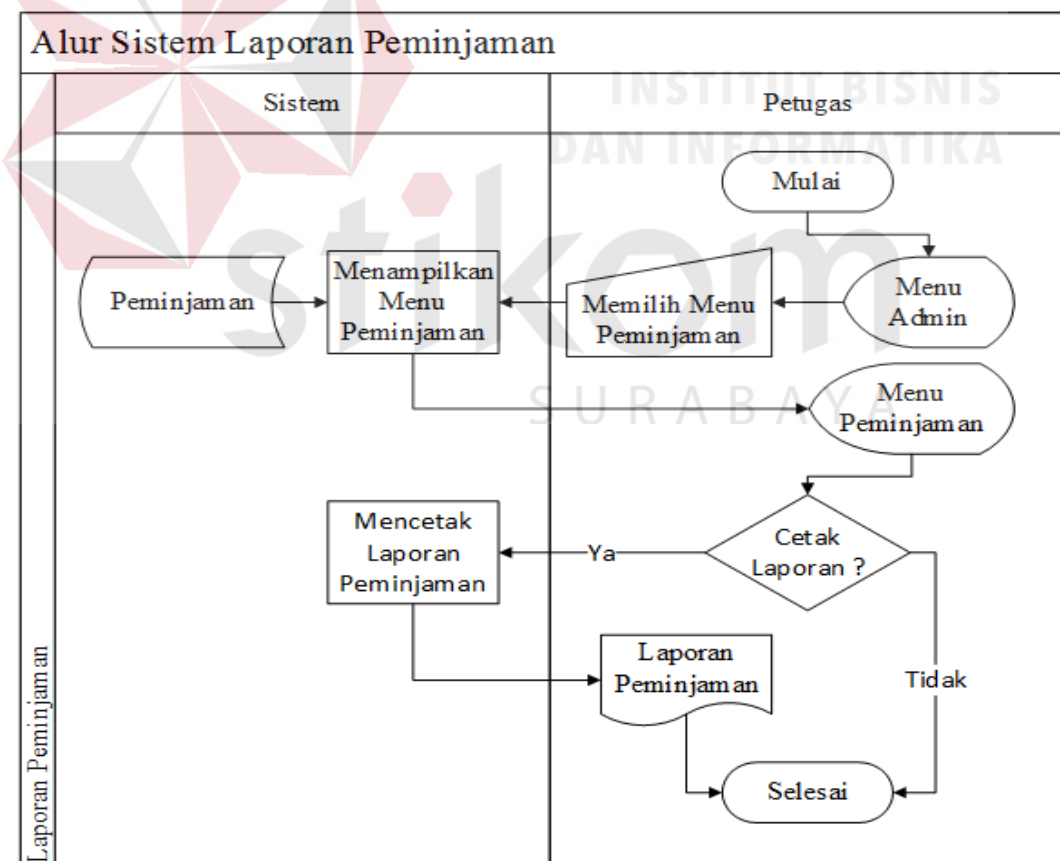 Alur Sistem Laporan Peminjaman
Sistem
Petugas
INSTITUT BISNIS
DAN INFORMATIKA
stikom
SURABAYA
Mulai
Menu
Admin
Memilih Menu
Peminjaman
Menampilkan
Menu
Peminjaman
Peminjaman
Menu
Peminjaman
Cetak
Laporan ?
Ya
Tidak
Mencetak
Laporan
Peminjaman
Laporan
Peminjaman
Selesai
Laporan Peminjaman